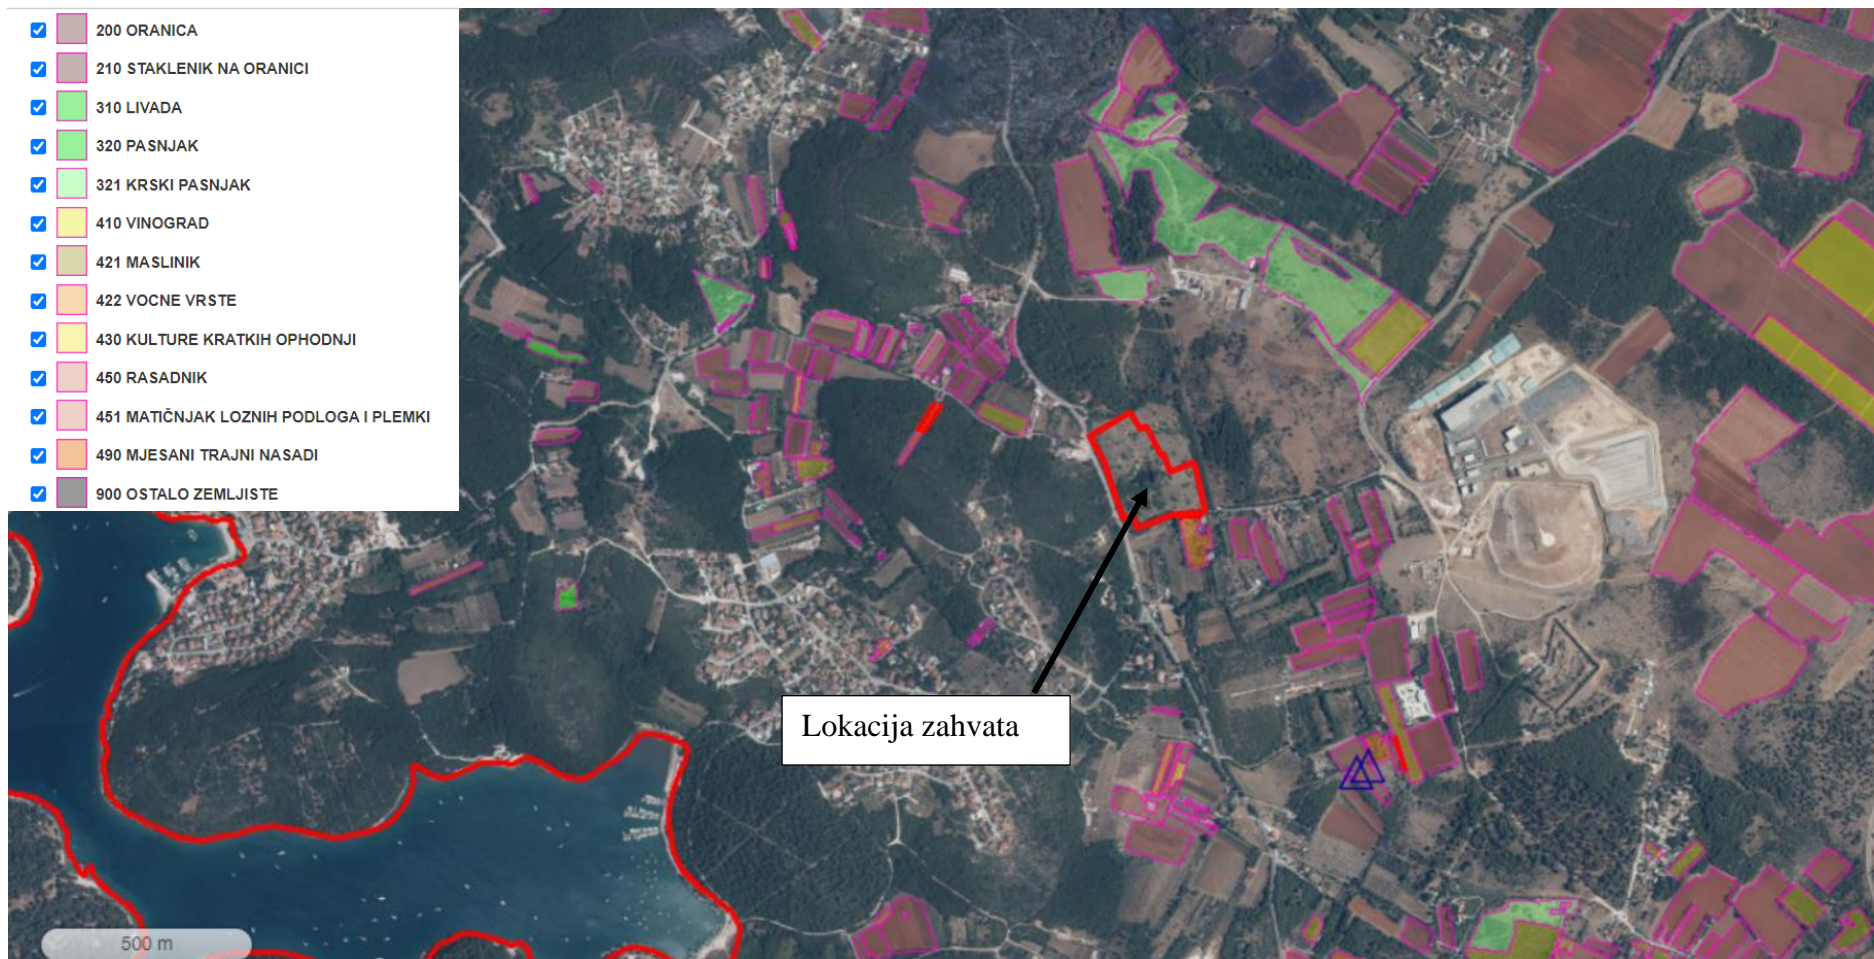 200 ORANICA
210 STAKLENIK NA ORANICI
310 LIVADA
320 PASNJAK
321 KRSKI PASNJAK
410 VINOGRAD
421 MASLINIK
422 VOCNE VRSTE
430 KULTURE KRATKIH OPHODNJI
450 RASADNIK
451 MATIČNJAK LOZNIH PODLOGA I PLEMKI
490 MJESANI TRAJNI NASADI
900 OSTALO ZEMLJISTE
Lokacija zahvata
500 m